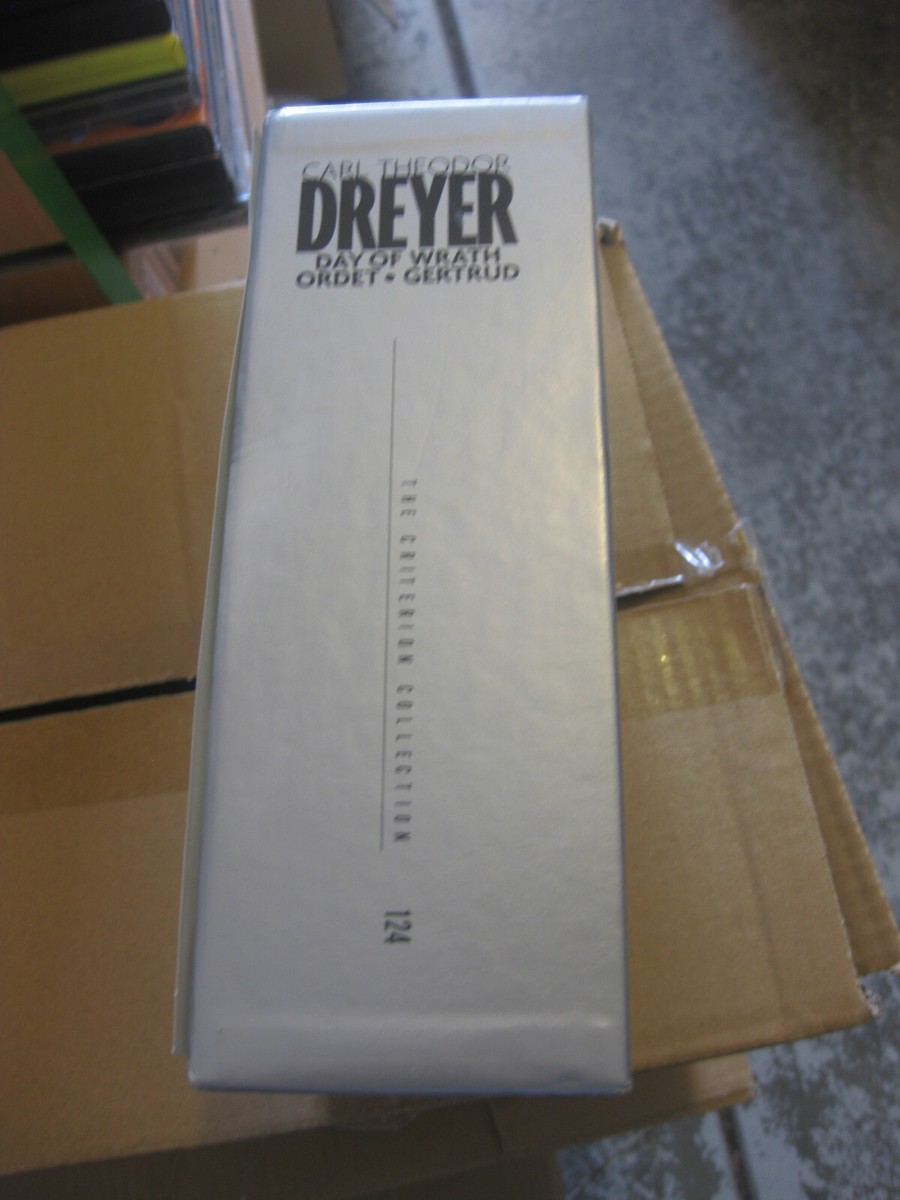 CARL THEODOR
DREYER
DAY OF WRATH
ORDET • GERTRUD
THE CRITERION COLLECTION
124